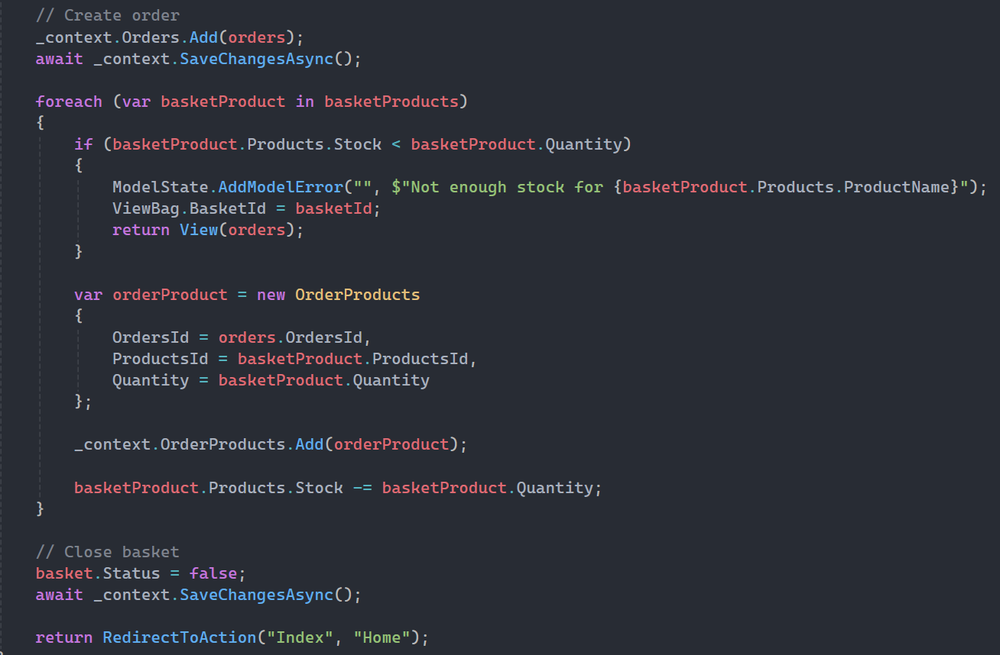 // Create order
_context.Orders.Add(orders);
await _context.SaveChangesAsync();
foreach (var basketProduct in basketProducts)
{
if (basketProduct.Products.Stock < basketProduct.Quantity)
{
ModelState.AddModelError("", $"Not enough stock for {basketProduct.Products.ProductName}");
ViewBag.BasketId = basketId;
return View(orders);
}
var orderProduct = new OrderProducts
{
OrdersId = orders.OrdersId,
ProductsId = basketProduct.ProductsId,
Quantity = basketProduct.Quantity
};
_context.OrderProducts.Add(orderProduct);
basketProduct.Products.Stock -= basketProduct.Quantity;
}
// Close basket
basket.Status = false;
await _context.SaveChangesAsync();
return RedirectToAction("Index", "Home");